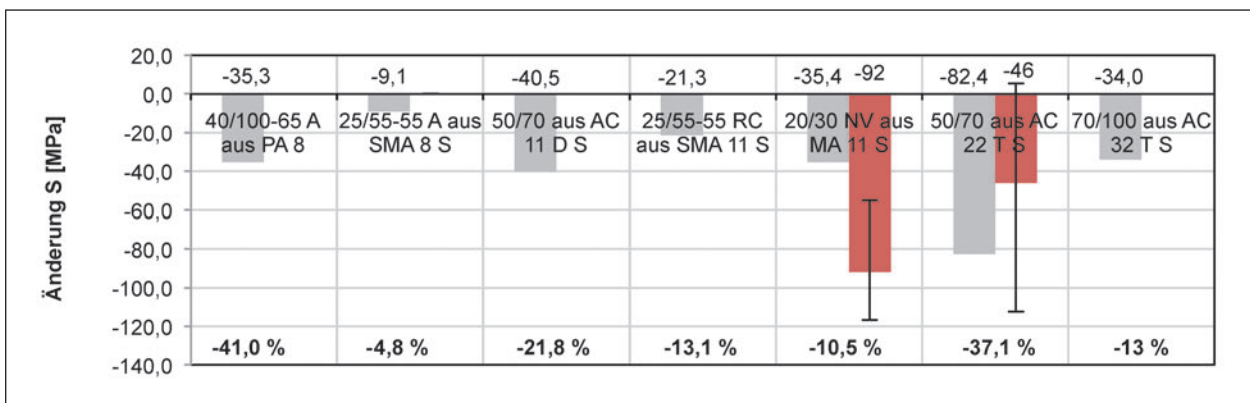 Änderung S [MPa]
20,0
0,0
-20,0
-40,0
-60,0
-80,0
-100,0
-120,0
-140,0
-35,3
-9,1
-40,5
-21,3
-35,4 -92
-82,4 -46
-34,0
40/100-65 A
aus PA 8
25/55-55 A aus
SMA 8 S
50/70 aus AC
11 D S
25/55-55 RC
aus SMA 11 S
20/30 NV aus
MA 11 S
50/70 aus AC
22 T S
70/100 aus AC
32 T S
-41,0 %
-4,8 %
-21,8 %
-13,1 %
-10,5 %
-37,1 %
-13 %